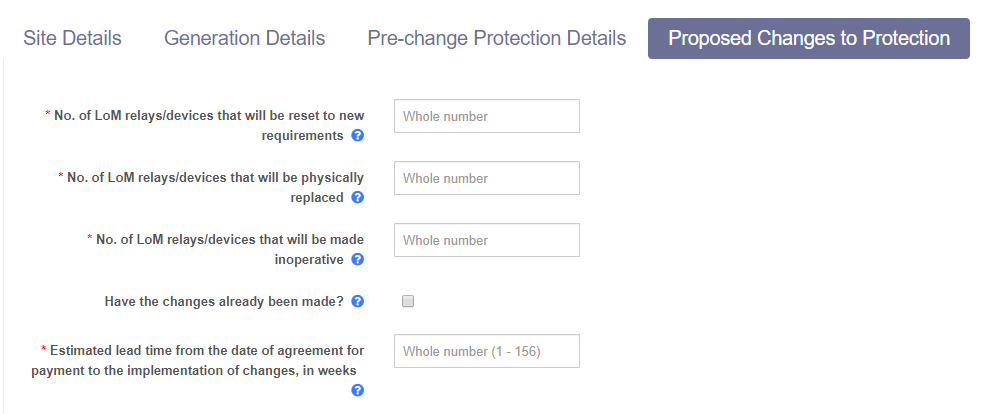 Site Details Generation Details Pre-change Protection Details Proposed Changes to Protection
* No. of LoM relays/devices that will be reset to new Whole number
requirements ?
* No. of LoM relays/devices that will be physically Whole number
replaced ?
* No. of LoM relays/devices that will be made Whole number
inoperative ?
Have the changes already been made? ?
* Estimated lead time from the date of agreement for Whole number (1 - 156)
payment to the implementation of changes, in weeks
?